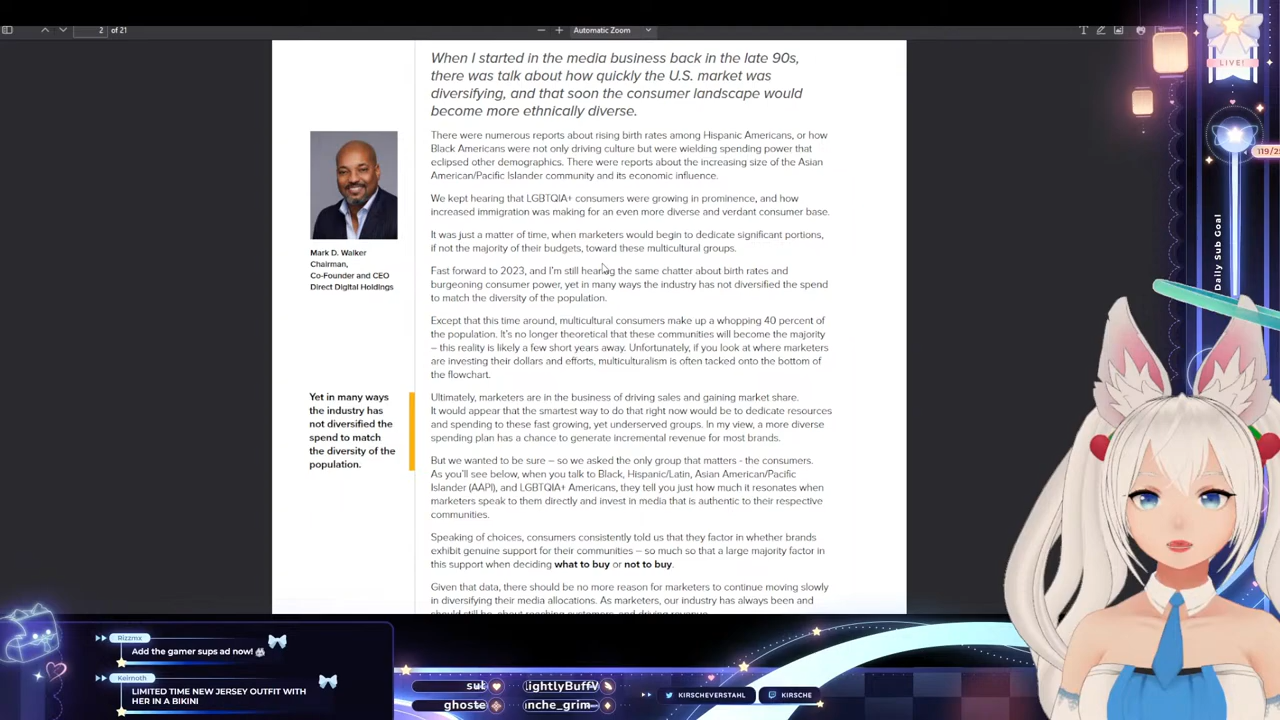 2 of 21
Automatic Zoom
LIVE!
When I started in the media business back in the late 90s,
there was talk about how quickly the U.S. market was
diversifying, and that soon the consumer landscape would
become more ethnically diverse.
There were numerous reports about rising birth rates among Hispanic Americans, or how
Black Americans were not only driving culture but were wielding spending power that
eclipsed other demographics. There were reports about the increasing size of the Asian
American/Pacific Islander community and its economic influence.
We kept hearing that LGBTQIA+ consumers were growing in prominence, and how
increased immigration was making for an even more diverse and verdant consumer base.
It was just a matter of time, when marketers would begin to dedicate significant portions,
if not the majority of their budgets, toward these multicultural groups.
Fast forward to 2023, and I'm still hearing the same chatter about birth rates and
burgeoning consumer power, yet in many ways the industry has not diversified the spend
to match the diversity of the population.
Except that this time around, multicultural consumers make up a whopping 40 percent of
the population. It's no longer theoretical that these communities will become the majority
– this reality is likely a few short years away. Unfortunately, if you look at where marketers
are investing their dollars and efforts, multiculturalism is often tacked onto the bottom of
the flowchart.
Ultimately, marketers are in the business of driving sales and gaining market share.
It would appear that the smartest way to do that right now would be to dedicate resources
and spending to these fast growing, yet underserved groups. In my view, a more diverse
spending plan has a chance to generate incremental revenue for most brands.
But we wanted to be sure – so we asked the only group that matters - the consumers.
As you'll see below, when you talk to Black, Hispanic/Latin, Asian American/Pacific
Islander (AAPI), and LGBTQIA+ Americans, they tell you just how much it resonates when
marketers speak to them directly and invest in media that is authentic to their respective
communities.
Speaking of choices, consumers consistently told us that they factor in whether brands
exhibit genuine support for their communities – so much so that a large majority factor in
this support when deciding what to buy or not to buy.
Given that data, there should be no more reason for marketers to continue moving slowly
in diversifying their media allocations. As marketers, our industry has always been and
should still be, about reaching customers, and driving revenue.
Mark D. Walker
Chairman,
Co-Founder and CEO
Direct Digital Holdings
Yet in many ways
the industry has
not diversified the
spend to match
the diversity of the
population.
119/2
Daily Sub Goal
Rizzmx
Add the gamer sups ad now!
Keimoth
LIMITED TIME NEW JERSEY OUTFIT WITH
HER IN A BIKINI
sul
ightlyBuffV
ghoste
nche_grim
KIRSCHEVERSTAHL
KIRSCHE